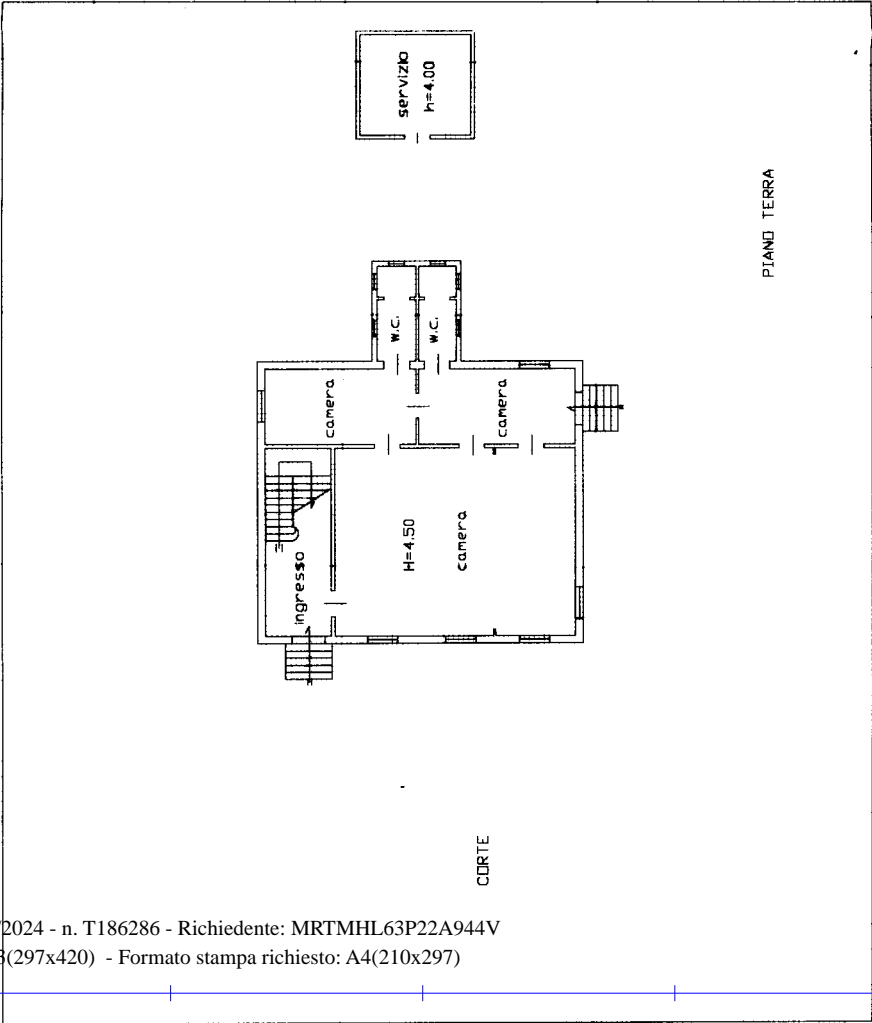 servizio
h=4.00
PIANO TERRA
w.c.
w.c.
camera
camera
H=4.50
camera
ingresso
CORTE
2024 - n. T186286 - Richiedente: MRTMHL63P22A944V
(297x420) - Formato stampa richiesto: A4(210x297)